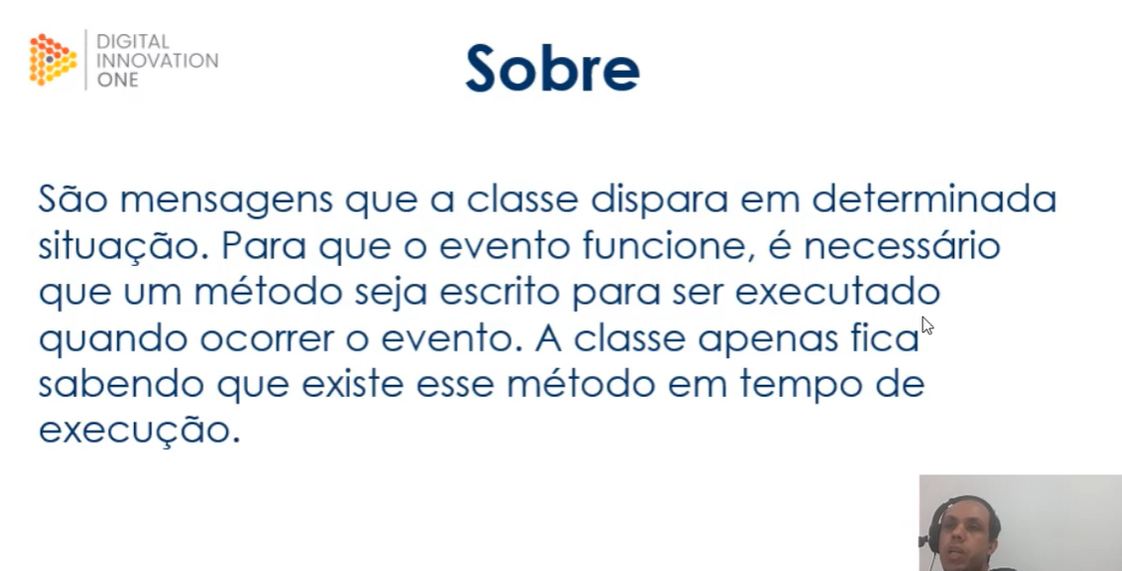 DIGITAL
INNOVATION
ONE
Sobre
São mensagens que a classe dispara em determinada
situação. Para que o evento funcione, é necessário
que um método seja escrito para ser executado
quando ocorrer o evento. A classe apenas fica
sabendo que existe esse método em tempo de
execução.